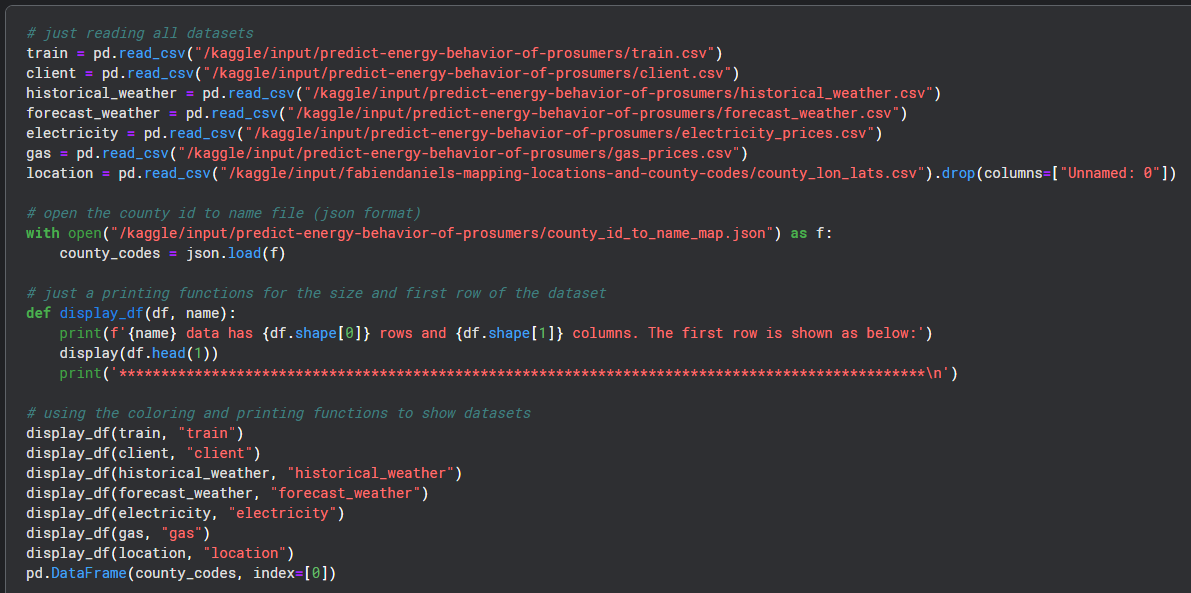 # just reading all datasets
train = pd.read_csv("/kaggle/input/predict-energy-behavior-of-prosumers/train.csv")
client = pd.read_csv("/kaggle/input/predict-energy-behavior-of-prosumers/client.csv")
historical_weather = pd.read_csv("/kaggle/input/predict-energy-behavior-of-prosumers/historical_weather.csv")
forecast_weather = pd.read_csv("/kaggle/input/predict-energy-behavior-of-prosumers/forecast_weather.csv")
electricity = pd.read_csv("/kaggle/input/predict-energy-behavior-of-prosumers/electricity_prices.csv")
gas = pd.read_csv("/kaggle/input/predict-energy-behavior-of-prosumers/gas_prices.csv")
location = pd.read_csv("/kaggle/input/fabiendaniels-mapping-locations-and-county-codes/county_lon_lats.csv").drop(columns=["Unnamed: 0"])

# open the county id to name file (json format)
with open("/kaggle/input/predict-energy-behavior-of-prosumers/county_id_to_name_map.json") as f:
    county_codes = json.load(f)

# just a printing functions for the size and first row of the dataset
def display_df(df, name):
    print(f'{name} data has {df.shape[0]} rows and {df.shape[1]} columns. The first row is shown as below:')
    display(df.head(1))
    print('************************************************************************************************\n')

# using the coloring and printing functions to show datasets
display_df(train, "train")
display_df(client, "client")
display_df(historical_weather, "historical_weather")
display_df(forecast_weather, "forecast_weather")
display_df(electricity, "electricity")
display_df(gas, "gas")
display_df(location, "location")
pd.DataFrame(county_codes, index=[0])